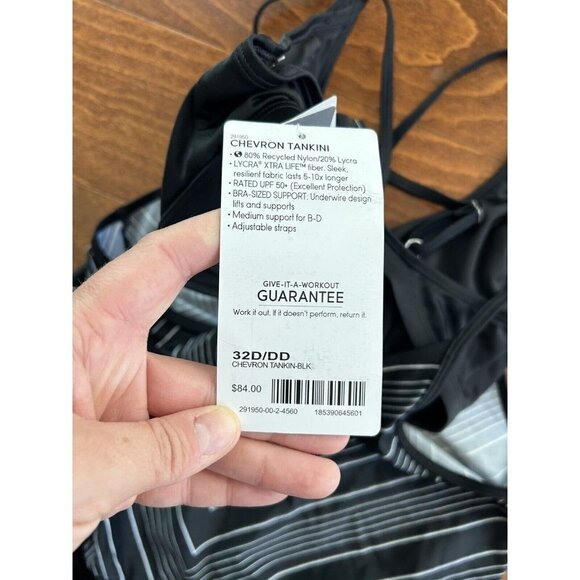 291950
CHEVRON TANKINI
• 80% Recycled Nylon/20% Lycra
• LYCRA® XTRA LIFE™ fiber. Sleek,
resilient fabric lasts 5-10x longer
• RATED UPF 50+ (Excellent Protection)
• BRA-SIZED SUPPORT: Underwire design
lifts and supports
• Medium support for B-D
• Adjustable straps
GIVE-IT-A-WORKOUT
GUARANTEE
Work it out. If it doesn't perform, return it.
32D/DD
CHEVRON TANKIN-BLK
$84.00
291950-00-2-4560 185390645601